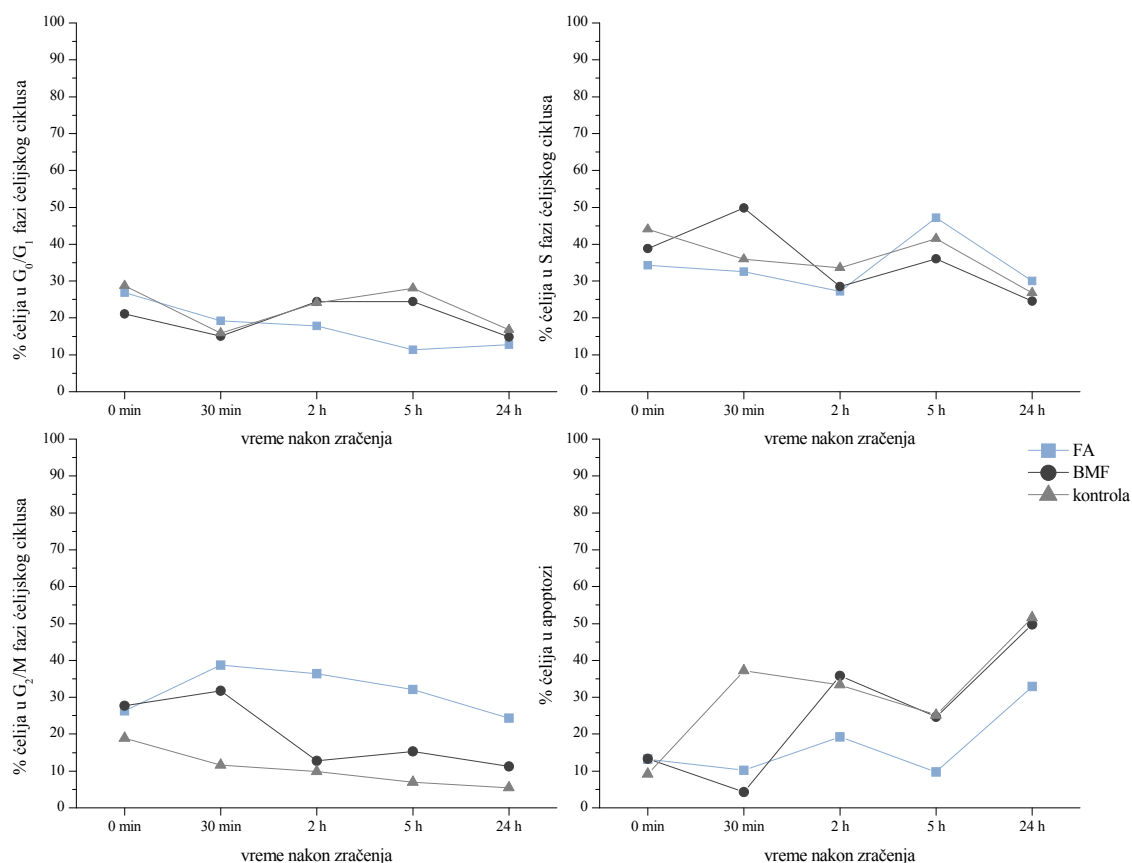 % ćelija u G0/G1 fazi ćelijskog ciklusa
100
90
80
70
60
50
40
30
20
10
0
0 min 30 min 2 h 5 h 24 h
vreme nakon zračenja
% ćelija u S fazi ćelijskog ciklusa
100
90
80
70
60
50
40
30
20
10
0
0 min 30 min 2 h 5 h 24 h
vreme nakon zračenja
% ćelija u G2/M fazi ćelijskog ciklusa
100
90
80
70
60
50
40
30
20
10
0
0 min 30 min 2 h 5 h 24 h
vreme nakon zračenja
% ćelija u apoptozi
100
90
80
70
60
50
40
30
20
10
0
0 min 30 min 2 h 5 h 24 h
vreme nakon zračenja
FA
BMF
kontrola